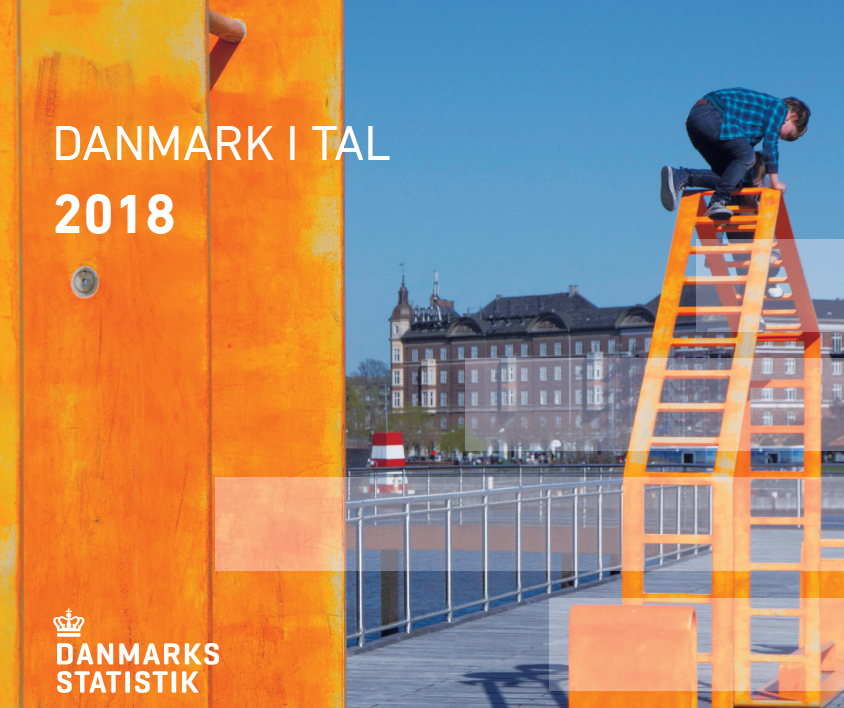 DANMARK I TAL
2018
DANMARKS
STATISTIK